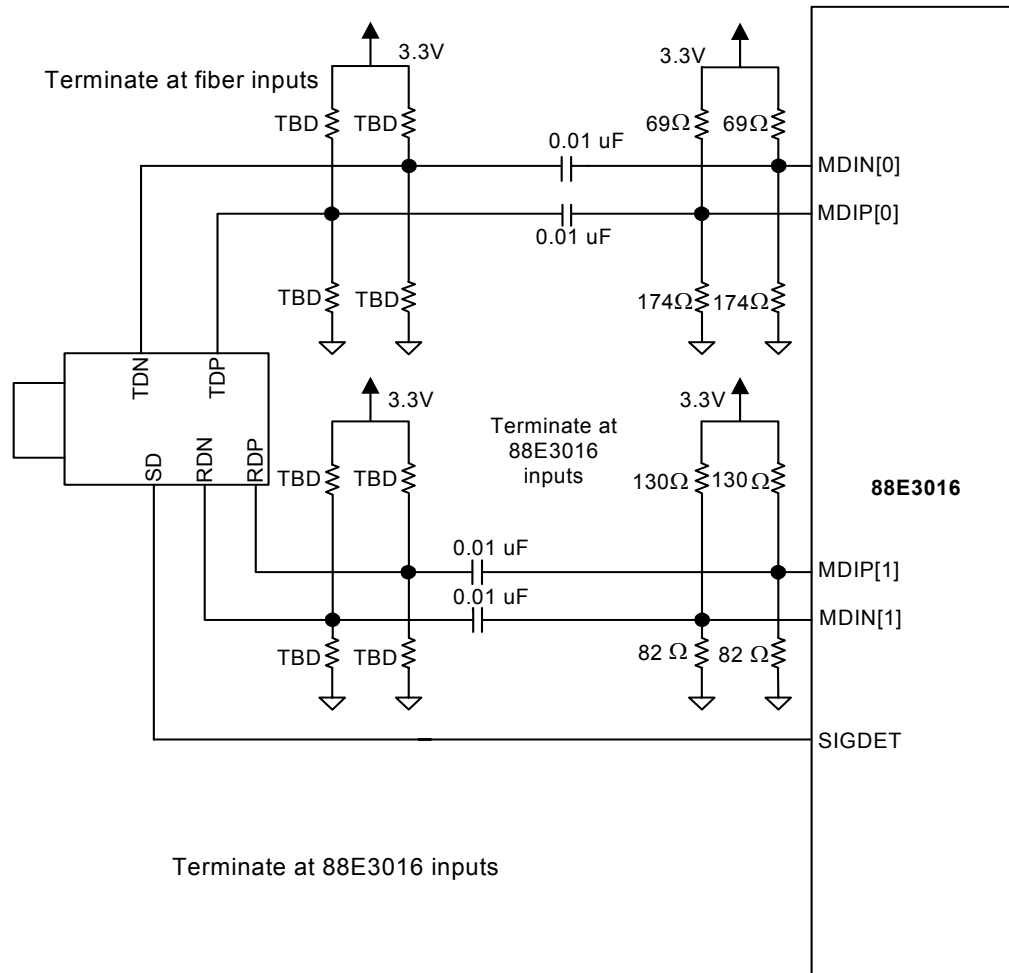 3.3V
3.3V
Terminate at fiber inputs
TBD
TBD
69Ω
69Ω
0.01 uF
MDIN[0]
MDIP[0]
0.01 uF
TBD
TBD
174Ω
174Ω
TDN
TDP
SD
RDN
RDP
3.3V
3.3V
Terminate at
88E3016
inputs
TBD
TBD
130Ω
130 Ω
88E3016
0.01 uF
MDIP[1]
0.01 uF
MDIN[1]
TBD
TBD
82 Ω
82 Ω
SIGDET
Terminate at 88E3016 inputs